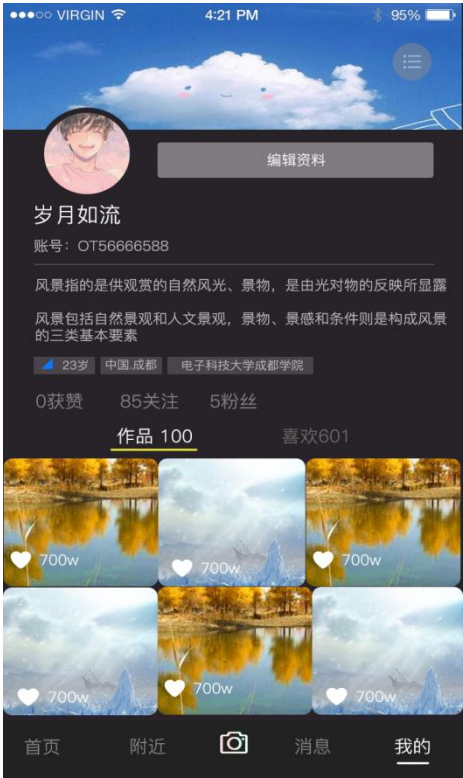 VIRGIN 4:21 PM 95%
编辑资料
岁月如流
账号：OT56666588
风景指的是供观赏的自然风光、景物，是由光对物的反映所显露
风景包括自然景观和人文景观，景物、景感和条件则是构成风景
的三类基本要素
23岁 中国.成都 电子科技大学成都学院
0获赞 85关注 5粉丝
作品 100 喜欢601
700w 700w 700w
700w 700w 700w
首页 附近 消息 我的